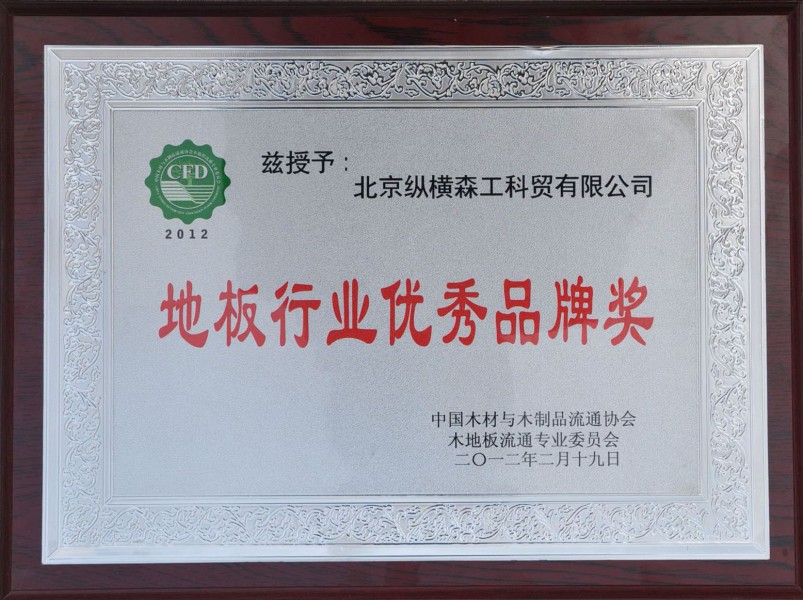 CFD
2012
兹授予：
北京纵横森工科贸有限公司
地板行业优秀品牌奖
中国木材与木制品流通协会
木地板流通专业委员会
二〇一二年二月十九日